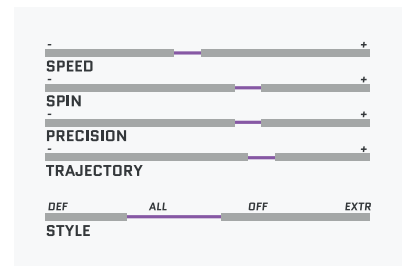 - +
SPEED
- +
SPIN
- +
PRECISION
- +
TRAJECTORY
DEF ALL OFF EXTR
STYLE